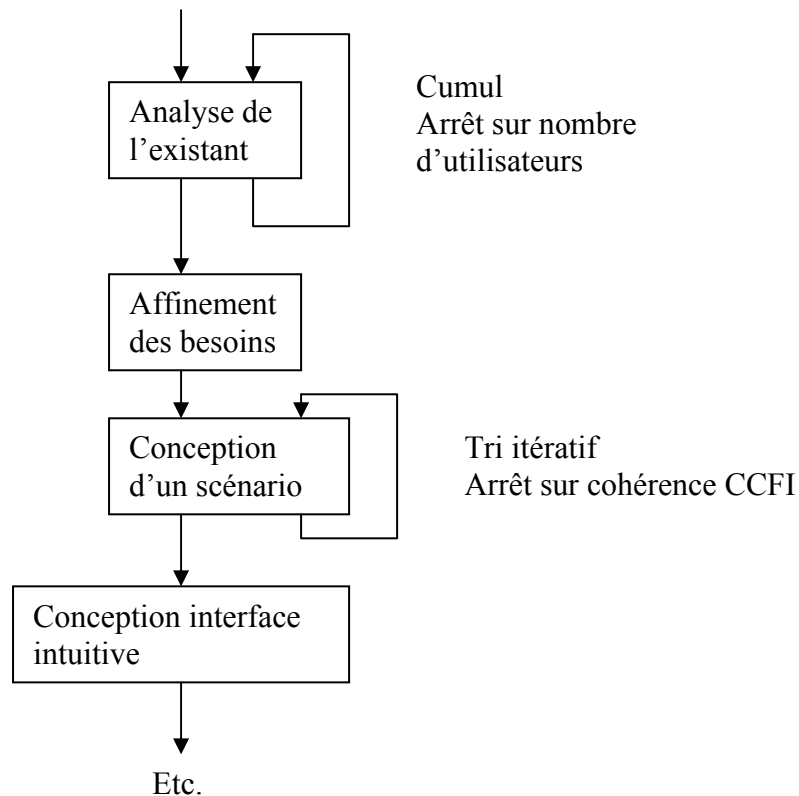 Analyse de
l’existant
Cumul
Arrêt sur nombre
d’utilisateurs
Affinement
des besoins
Conception
d’un scénario
Tri itératif
Arrêt sur cohérence CCFI
Conception interface
intuitive
Etc.